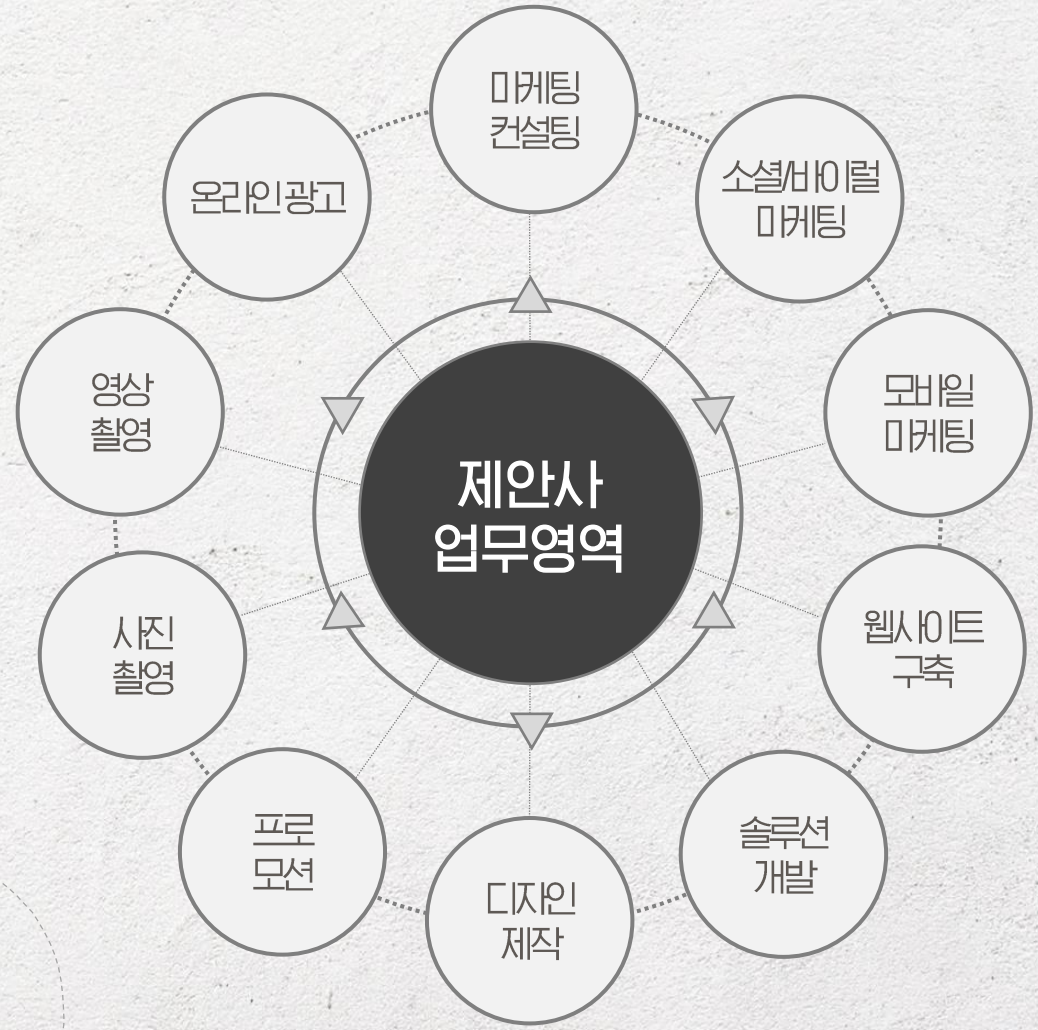 마케팅
컨설팅
소셜/바이럴
마케팅
모바일
마케팅
웹사이트
구축
솔루션
개발
디자인
제작
프로
모션
사진
촬영
영상
촬영
온라인 광고
제안사
업무영역